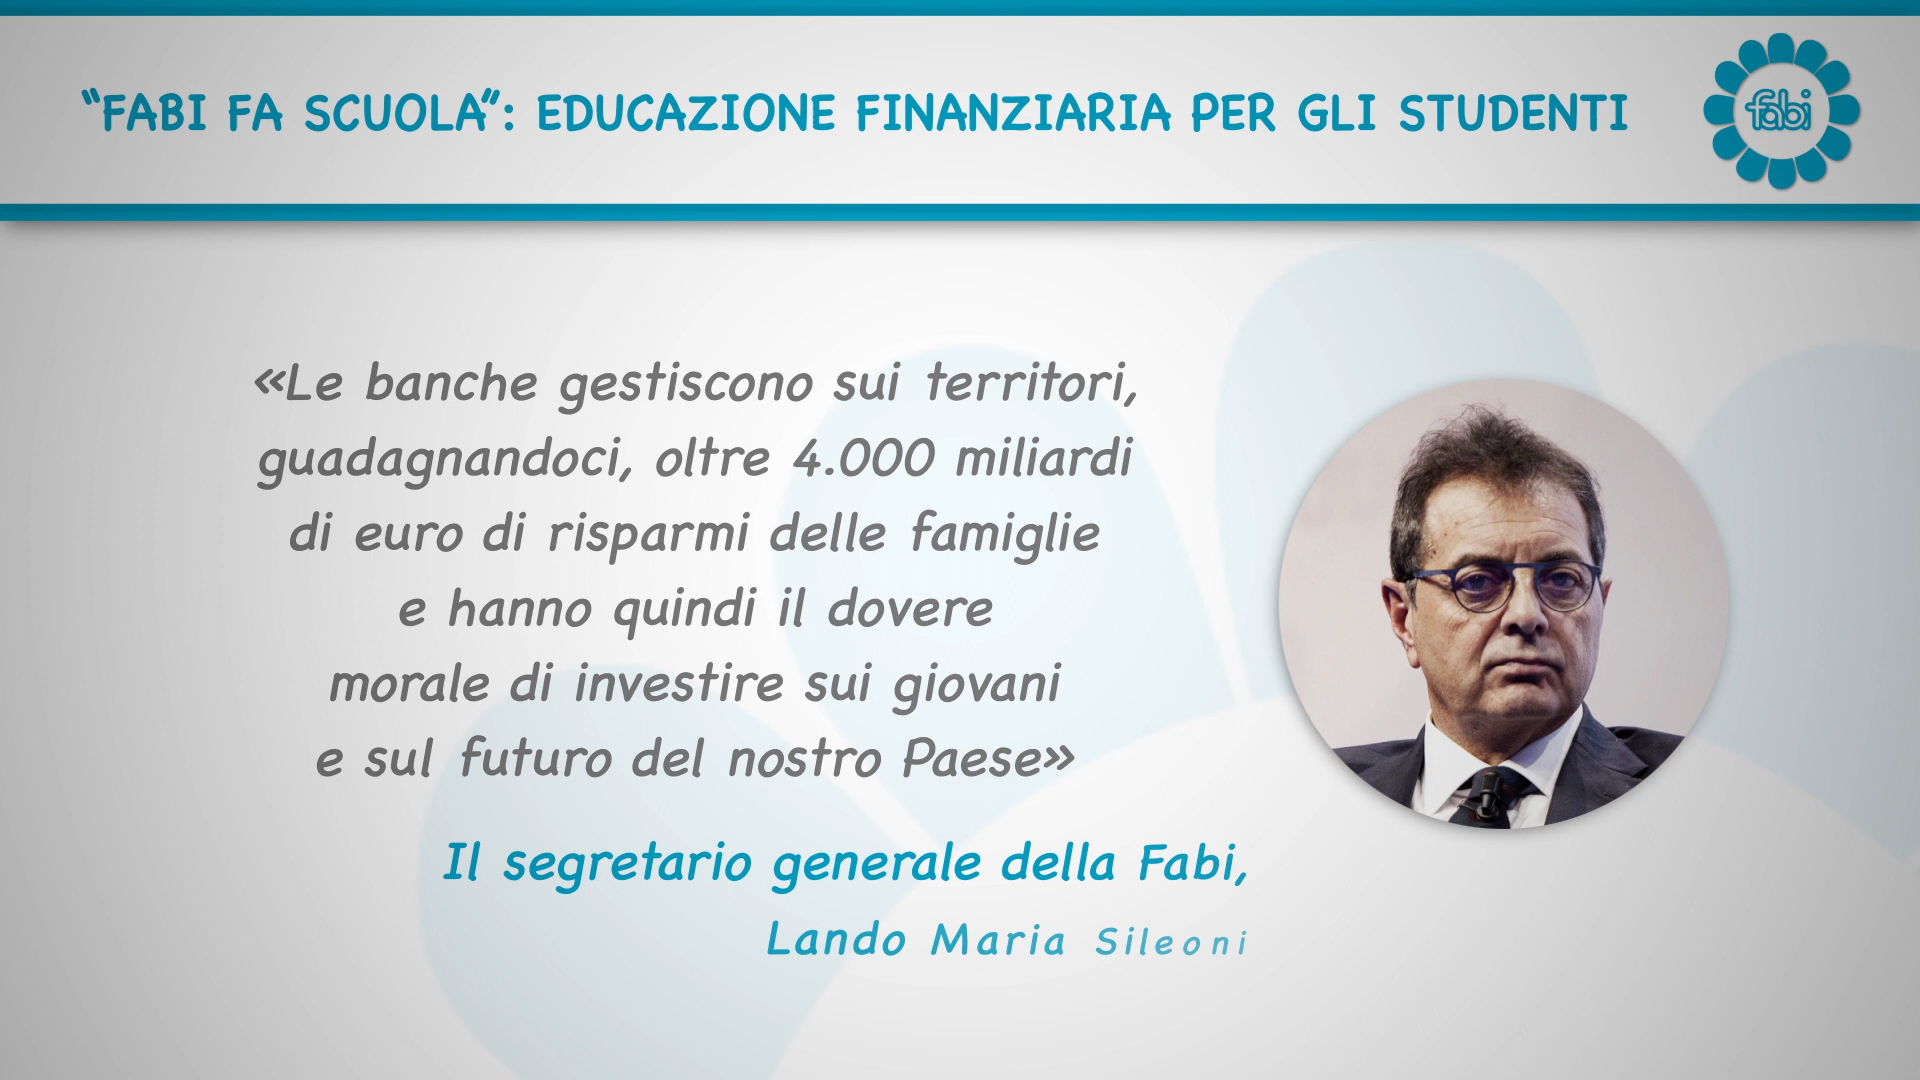 “FABI FA SCUOLA”: EDUCAZIONE FINANZIARIA PER GLI STUDENTI
fabi
«Le banche gestiscono sui territori,
guadagnandoci, oltre 4.000 miliardi
di euro di risparmi delle famiglie
e hanno quindi il dovere
morale di investire sui giovani
e sul futuro del nostro Paese»
Il segretario generale della Fabi,
Lando Maria Sileoni